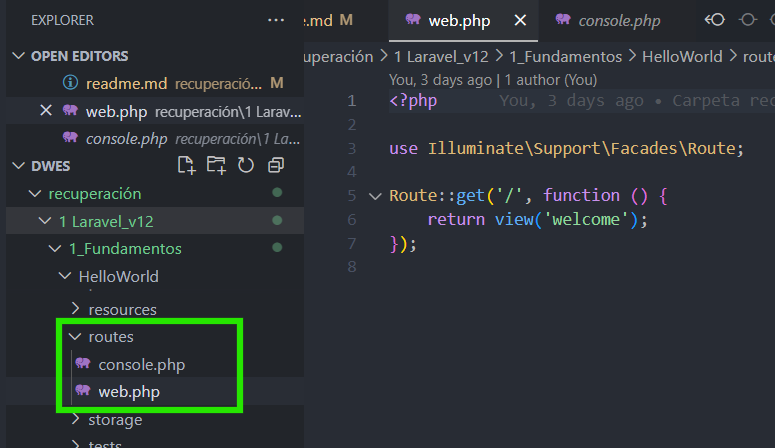 EXPLORER
OPEN EDITORS
readme.md recuperació... M
web.php recuperación\1 Larav...
console.php recuperación\1 La...
DWES
recuperación
1 Laravel_v12
1_Fundamentos
HelloWorld
resources
routes
console.php
web.php
storage
tests
e.md M
web.php
console.php
uperación > 1 Laravel_v12 > 1_Fundamentos > HelloWorld > route
You, 3 days ago | 1 author (You)
1 <?php You, 3 days ago • Carpeta rec
2
3 use Illuminate\Support\Facades\Route;
4
5 Route::get('/', function () {
6 return view('welcome');
7 });
8